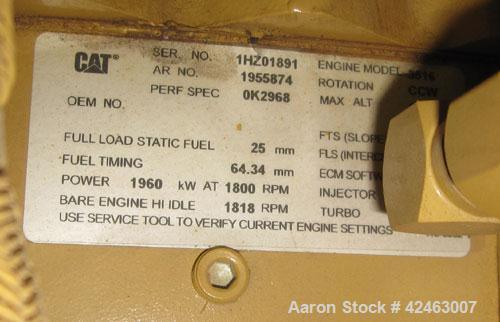 CAT®
SER. NO. 1HZ01891 ENGINE MODEL 3516
AR NO. 1955874 ROTATION CCW
PERF SPEC 0K2968 MAX ALT
OEM NO.
FULL LOAD STATIC FUEL 25 mm FTS (SLOPE
FUEL TIMING 64.34 mm FLS (INTERC
POWER 1960 kW AT 1800 RPM ECM SOFTW
BARE ENGINE HI IDLE 1818 RPM INJECTOR
USE SERVICE TOOL TO VERIFY CURRENT ENGINE SETTINGS TURBO
Aaron Stock # 42463007